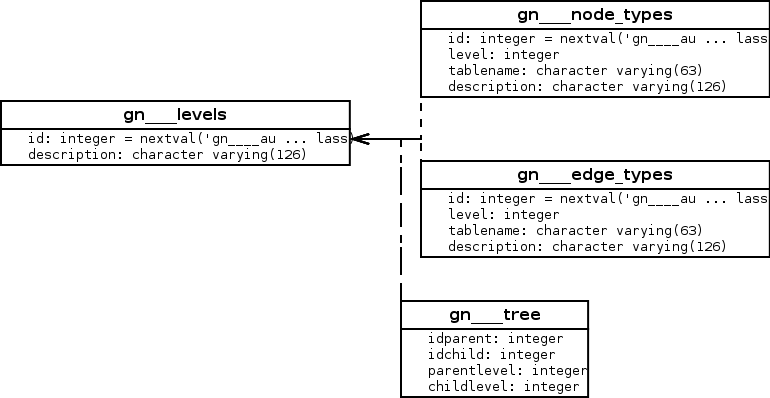 gn___node_types
id: integer = nextval('gn____au ... lass
level: integer
tablename: character varying(63)
description: character varying(126)
gn___levels
id: integer = nextval('gn____au ... lass)
description: character varying(126)
gn___edge_types
id: integer = nextval('gn____au ... lass
level: integer
tablename: character varying(63)
description: character varying(126)
gn___tree
idparent: integer
idchild: integer
parentlevel: integer
childlevel: integer